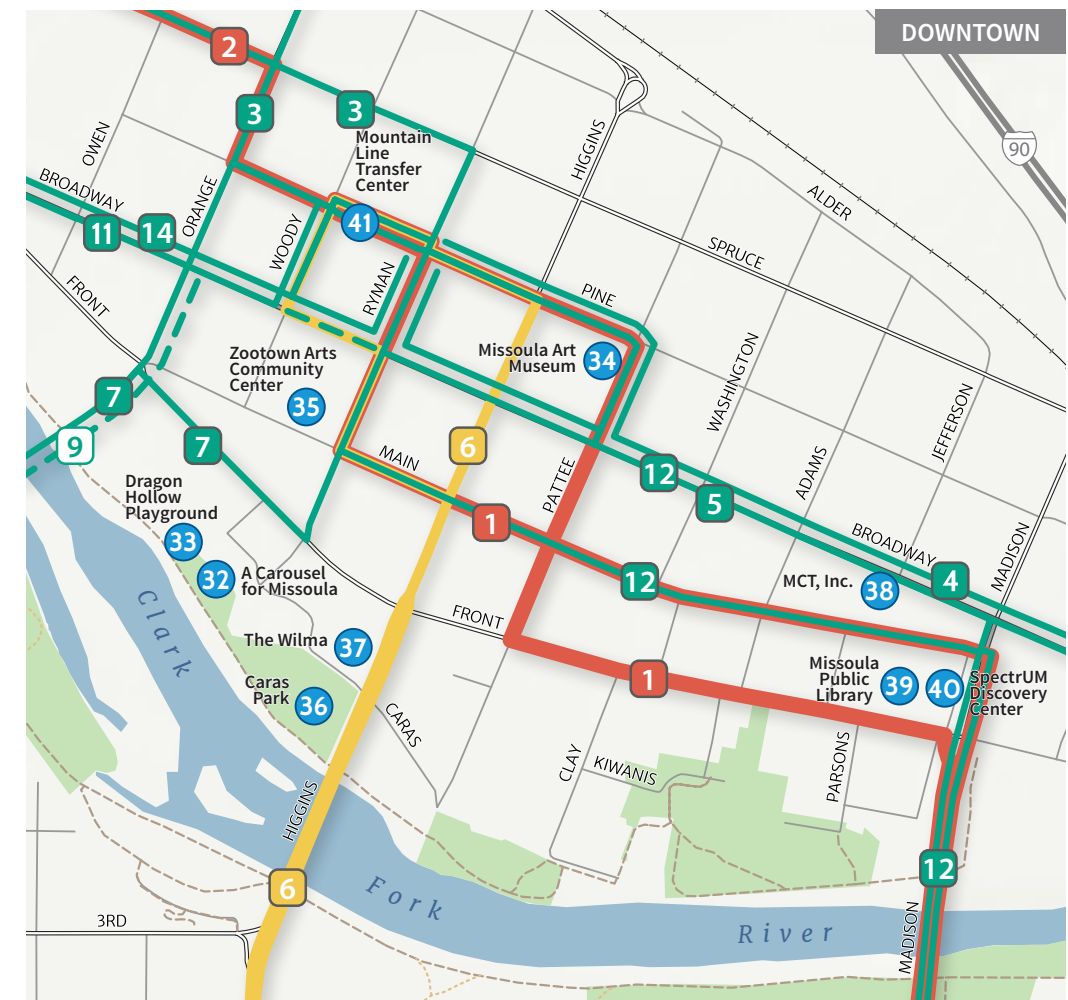 DOWNTOWN
2
3
3
Mountain
Line
Transfer
Center
HIGGINS
90
OWEN
BROADWAY
ORANGE
ALDER
11
14
41
WOODY
SPRUCE
RYMAN
PINE
FRONT
Zootown Arts
Community
Center
35
Missoula Art
Museum
34
WASHINGTON
JEFFERSON
7
9
7
MAIN
6
PATTEE
12
5
ADAMS
BROADWAY
MADISON
Dragon
Hollow
Playground
33
1
32
A Carousel
for Missoula
12
MCT, Inc.
38
4
Clark
FRONT
The Wilma
37
Caras
Park
36
1
Missoula
Public
Library
39
40
SpectrUM
Discovery
Center
CARAS
CLAY
KIWANIS
PARSONS
HIGGINS
6
Fork
12
3RD
River
MADISON